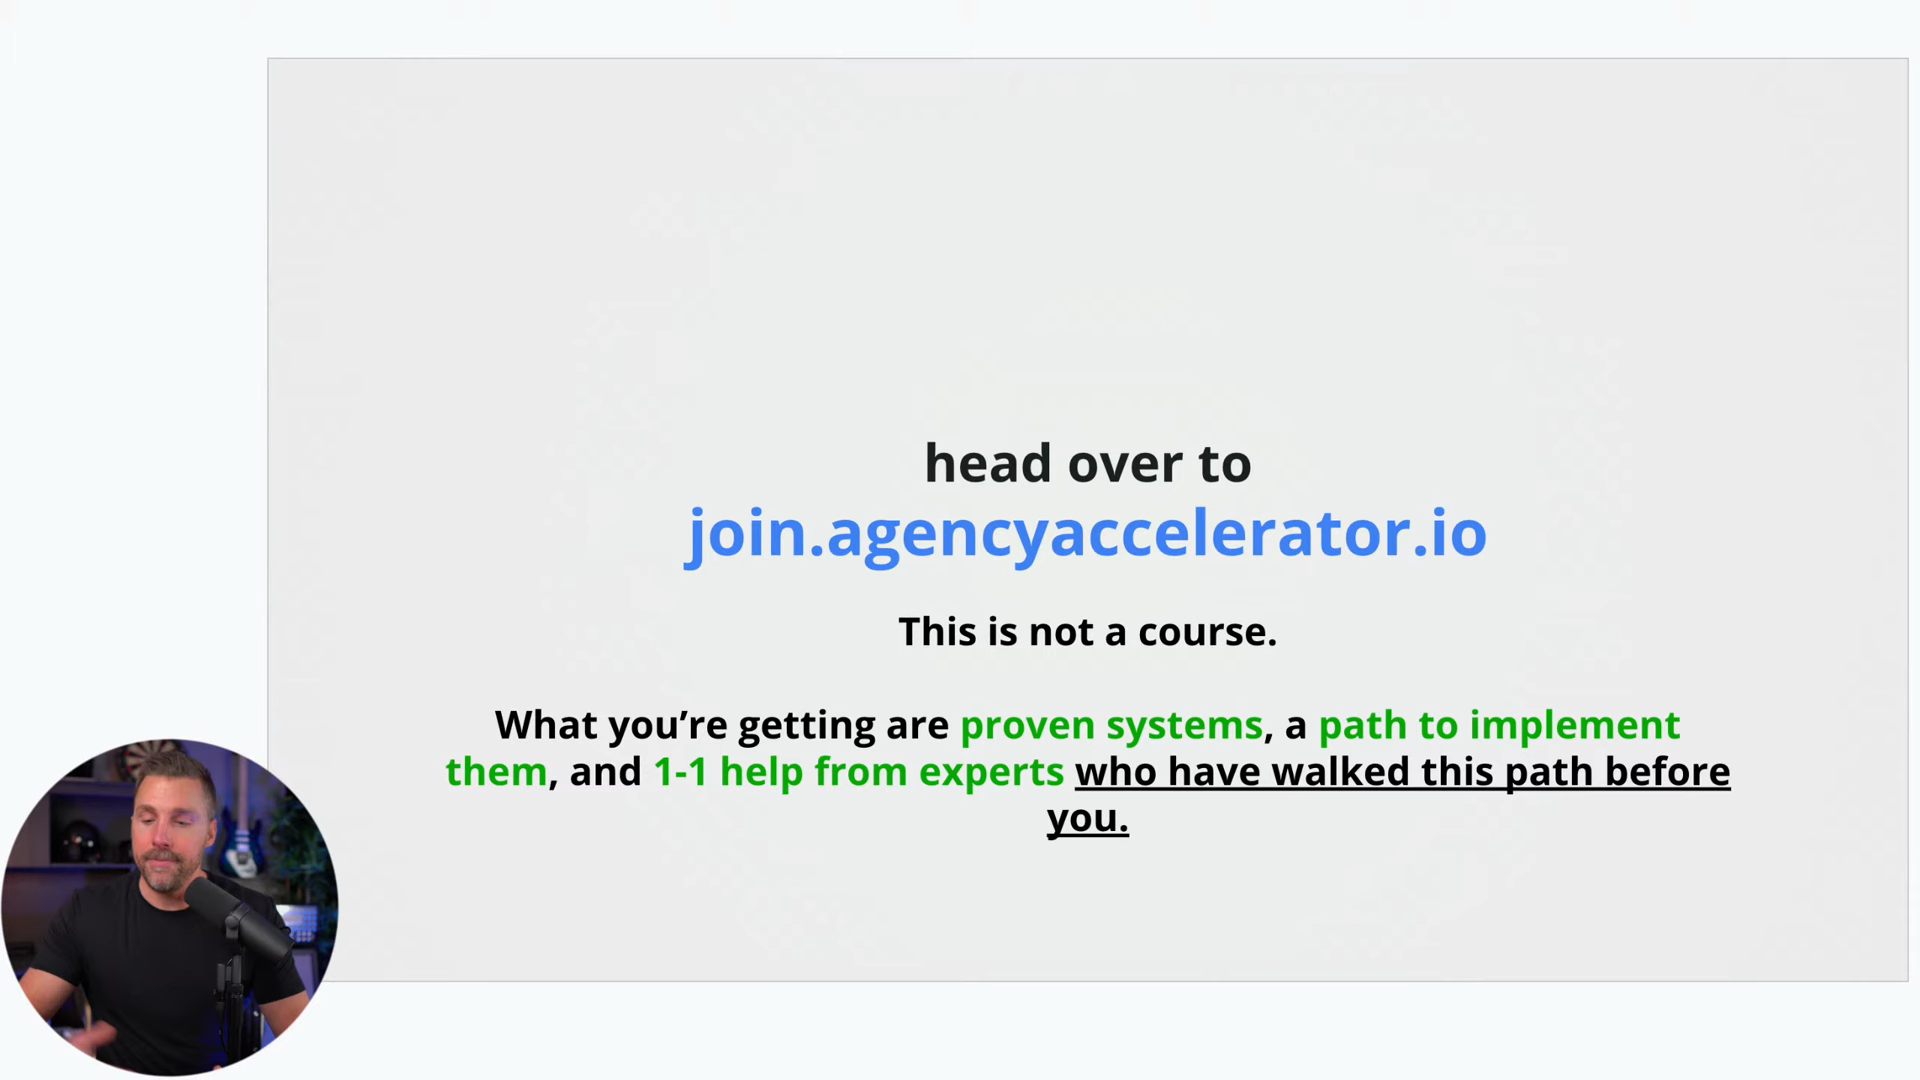 head over to
join.agencyaccelerator.io
This is not a course.
What you’re getting are proven systems, a path to implement
them, and 1-1 help from experts who have walked this path before
you.